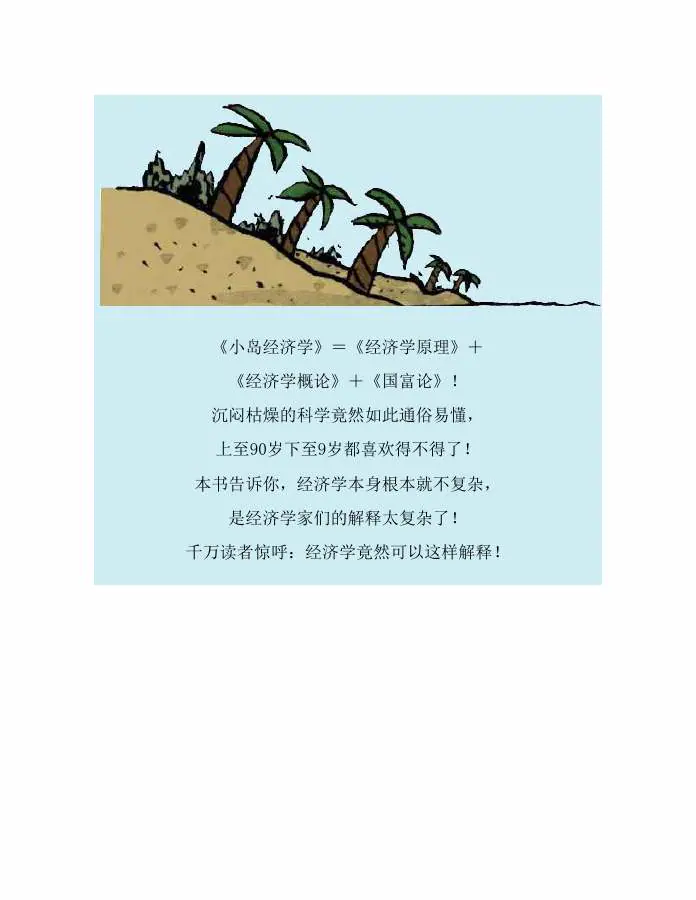 《小岛经济学》＝《经济学原理》＋
《经济学概论》＋《国富论》！
沉闷枯燥的科学竟然如此通俗易懂，
上至90岁下至9岁都喜欢得不得了！
本书告诉你，经济学本身根本就不复杂，
是经济学家们的解释太复杂了！
千万读者惊呼：经济学竟然可以这样解释！